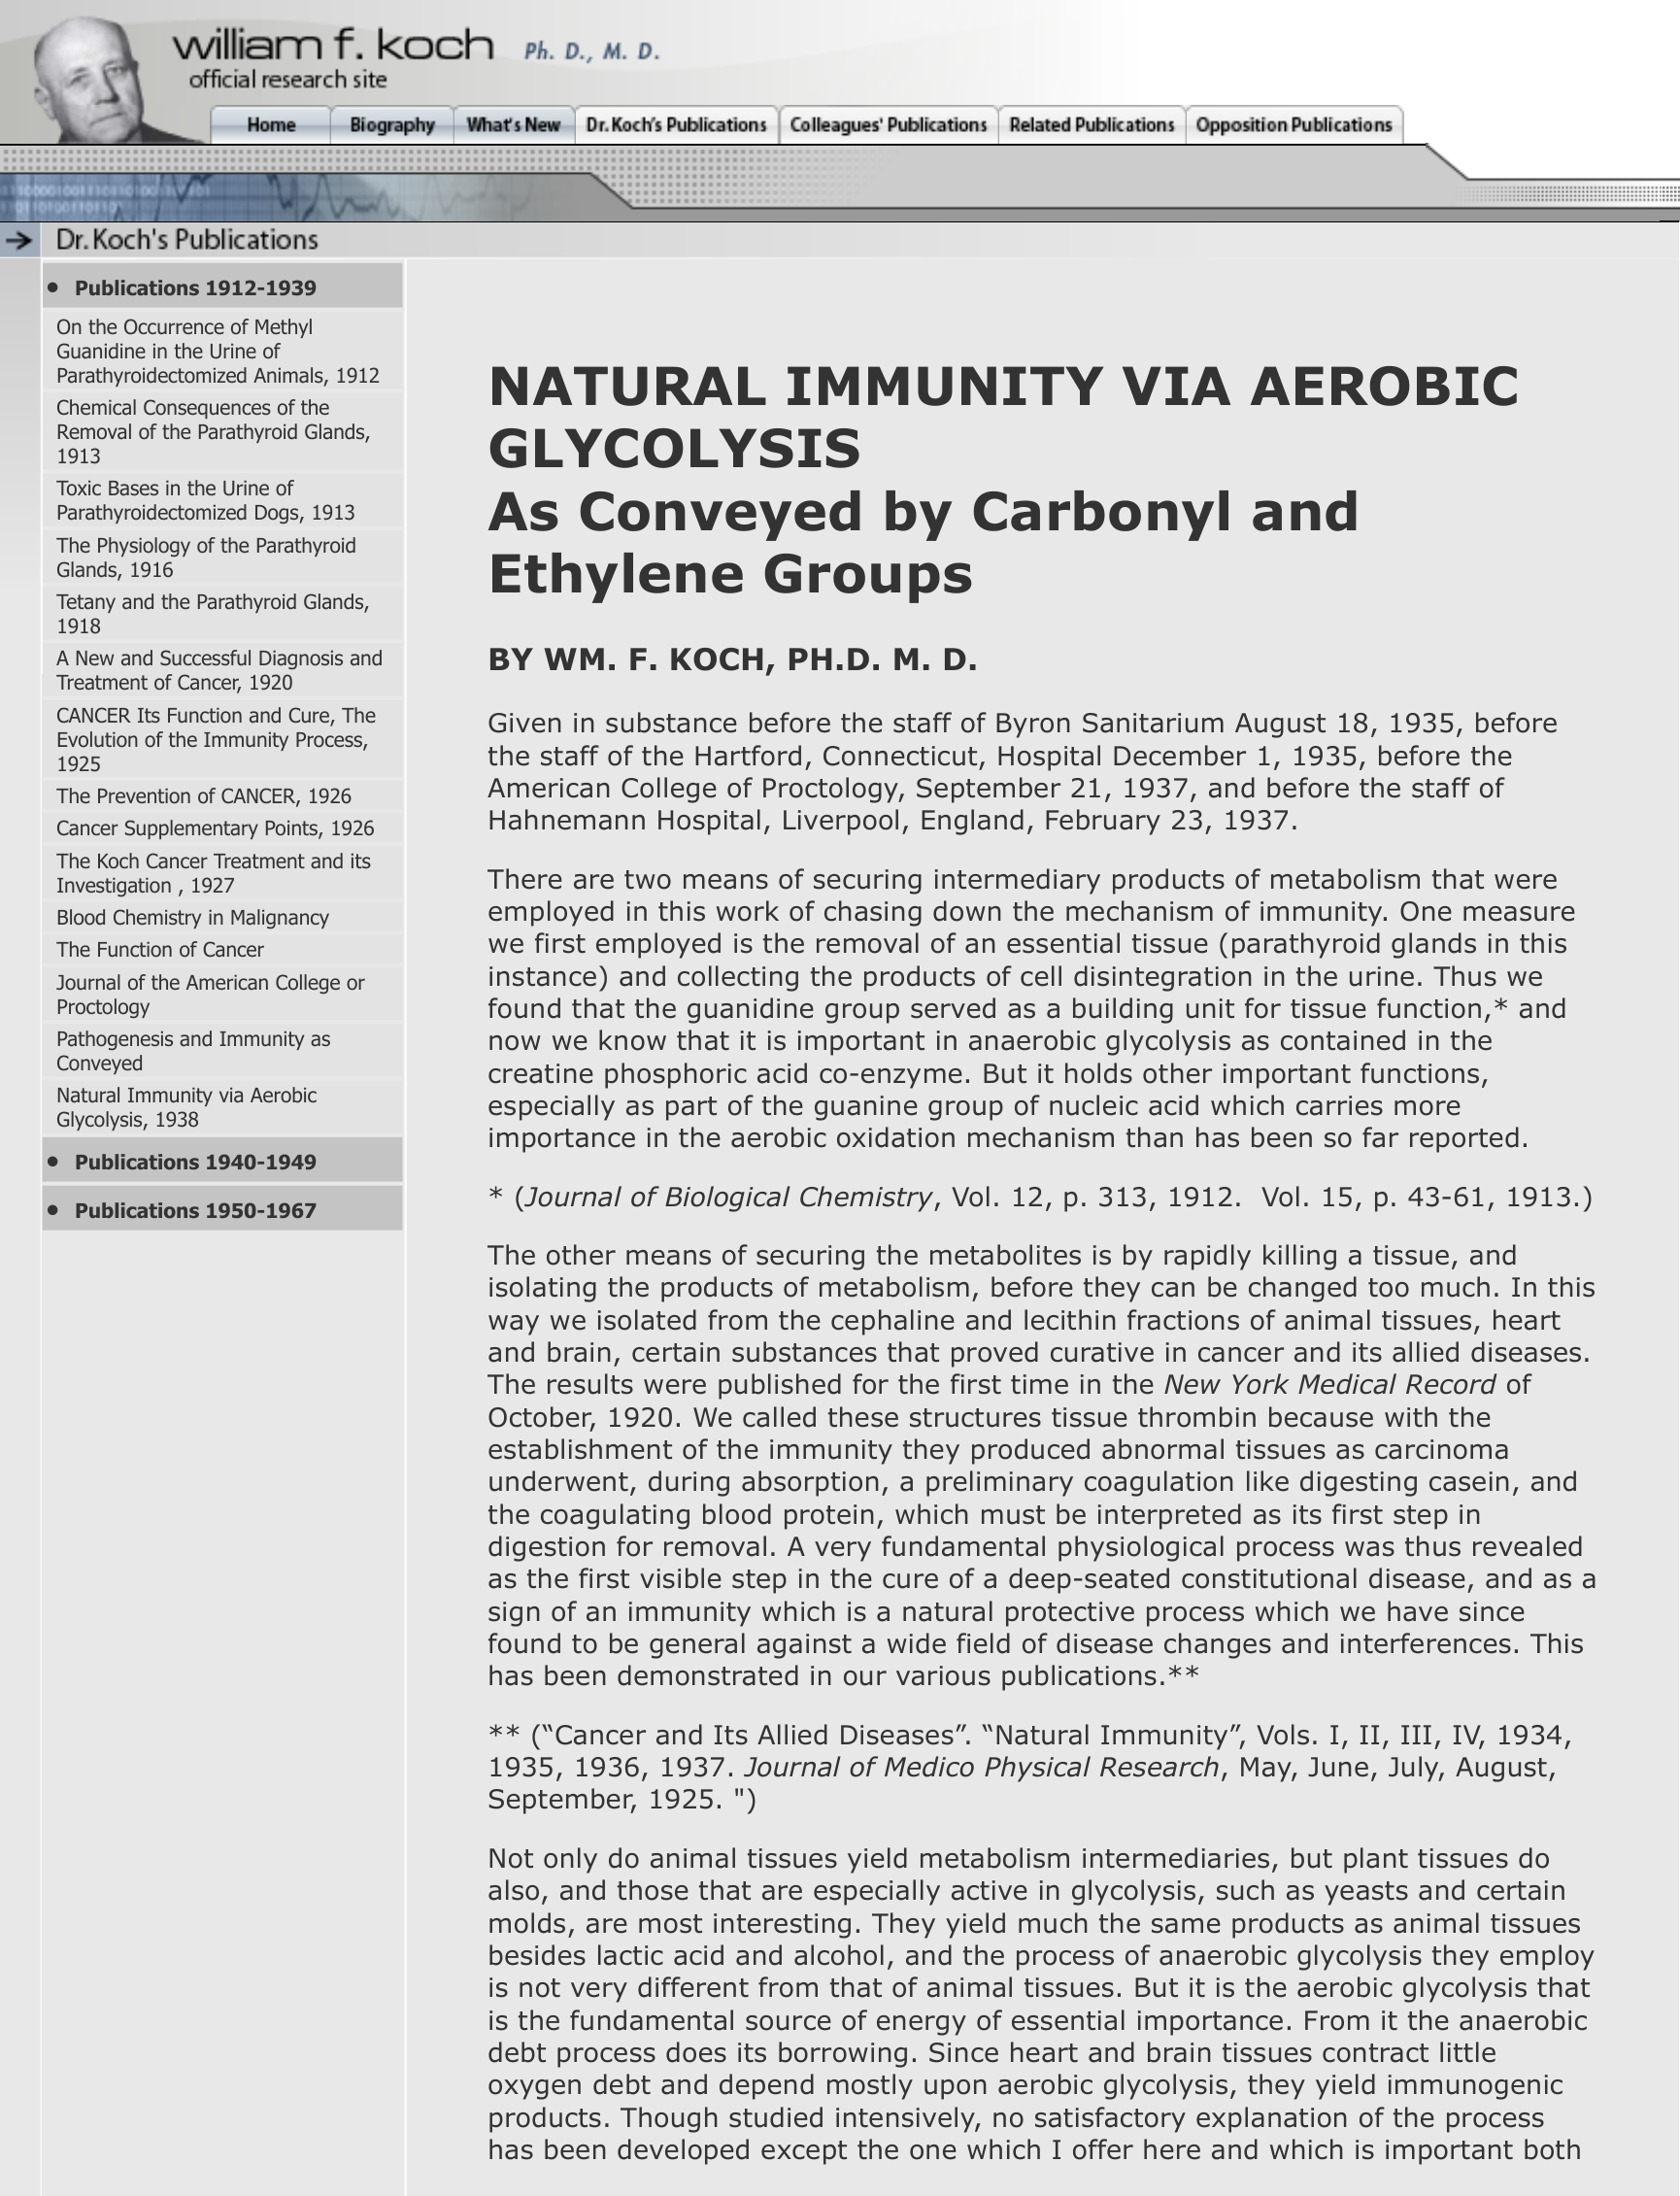 william f. koch Ph. D., M. D.
official research site
Home Biography What's New Dr. Koch's Publications Colleagues' Publications Related Publications Opposition Publications
Dr. Koch's Publications
• Publications 1912-1939
On the Occurrence of Methyl
Guanidine in the Urine of
Parathyroidectomized Animals, 1912
Chemical Consequences of the
Removal of the Parathyroid Glands,
1913
Toxic Bases in the Urine of
Parathyroidectomized Dogs, 1913
The Physiology of the Parathyroid
Glands, 1916
Tetany and the Parathyroid Glands,
1918
A New and Successful Diagnosis and
Treatment of Cancer, 1920
CANCER Its Function and Cure, The
Evolution of the Immunity Process,
1925
The Prevention of CANCER, 1926
Cancer Supplementary Points, 1926
The Koch Cancer Treatment and its
Investigation , 1927
Blood Chemistry in Malignancy
The Function of Cancer
Journal of the American College or
Proctology
Pathogenesis and Immunity as
Conveyed
Natural Immunity via Aerobic
Glycolysis, 1938
• Publications 1940-1949
• Publications 1950-1967
NATURAL IMMUNITY VIA AEROBIC
GLYCOLYSIS
As Conveyed by Carbonyl and
Ethylene Groups
BY WM. F. KOCH, PH.D. M. D.
Given in substance before the staff of Byron Sanitarium August 18, 1935, before
the staff of the Hartford, Connecticut, Hospital December 1, 1935, before the
American College of Proctology, September 21, 1937, and before the staff of
Hahnemann Hospital, Liverpool, England, February 23, 1937.
There are two means of securing intermediary products of metabolism that were
employed in this work of chasing down the mechanism of immunity. One measure
we first employed is the removal of an essential tissue (parathyroid glands in this
instance) and collecting the products of cell disintegration in the urine. Thus we
found that the guanidine group served as a building unit for tissue function,* and
now we know that it is important in anaerobic glycolysis as contained in the
creatine phosphoric acid co-enzyme. But it holds other important functions,
especially as part of the guanine group of nucleic acid which carries more
importance in the aerobic oxidation mechanism than has been so far reported.
* (Journal of Biological Chemistry, Vol. 12, p. 313, 1912.  Vol. 15, p. 43-61, 1913.)
The other means of securing the metabolites is by rapidly killing a tissue, and
isolating the products of metabolism, before they can be changed too much. In this
way we isolated from the cephaline and lecithin fractions of animal tissues, heart
and brain, certain substances that proved curative in cancer and its allied diseases.
The results were published for the first time in the New York Medical Record of
October, 1920. We called these structures tissue thrombin because with the
establishment of the immunity they produced abnormal tissues as carcinoma
underwent, during absorption, a preliminary coagulation like digesting casein, and
the coagulating blood protein, which must be interpreted as its first step in
digestion for removal. A very fundamental physiological process was thus revealed
as the first visible step in the cure of a deep-seated constitutional disease, and as a
sign of an immunity which is a natural protective process which we have since
found to be general against a wide field of disease changes and interferences. This
has been demonstrated in our various publications.**
** (“Cancer and Its Allied Diseases”. “Natural Immunity”, Vols. I, II, III, IV, 1934,
1935, 1936, 1937. Journal of Medico Physical Research, May, June, July, August,
September, 1925. ")
Not only do animal tissues yield metabolism intermediaries, but plant tissues do
also, and those that are especially active in glycolysis, such as yeasts and certain
molds, are most interesting. They yield much the same products as animal tissues
besides lactic acid and alcohol, and the process of anaerobic glycolysis they employ
is not very different from that of animal tissues. But it is the aerobic glycolysis that
is the fundamental source of energy of essential importance. From it the anaerobic
debt process does its borrowing. Since heart and brain tissues contract little
oxygen debt and depend mostly upon aerobic glycolysis, they yield immunogenic
products. Though studied intensively, no satisfactory explanation of the process
has been developed except the one which I offer here and which is important both